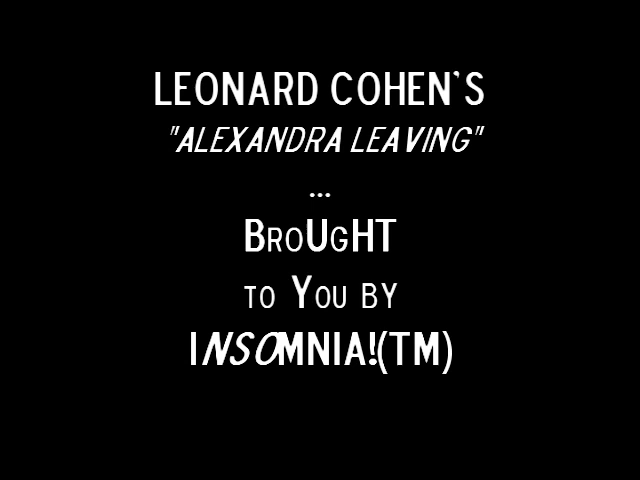 LEONARD COHEN'S
"ALEXANDRA LEAVING"
...
BROUGHT
TO YOU BY
INSOMNIA!(TM)